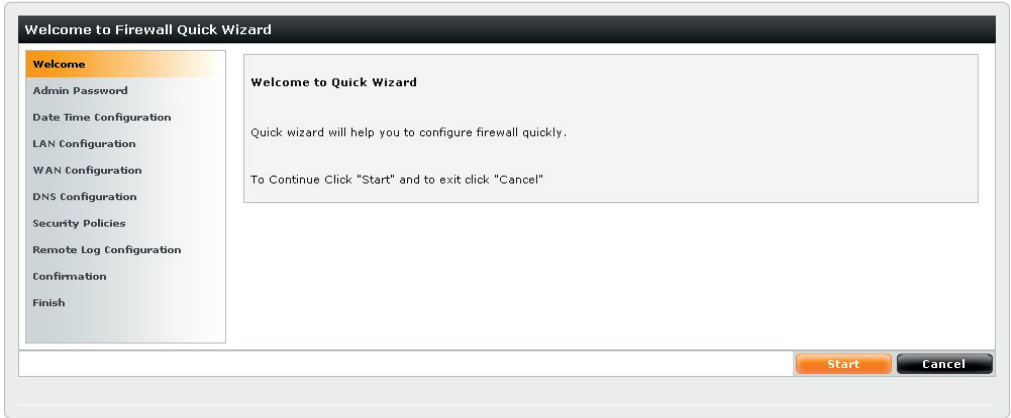 Welcome to Firewall Quick Wizard
Welcome
Admin Password
Date Time Configuration
LAN Configuration
WAN Configuration
DNS Configuration
Security Policies
Remote Log Configuration
Confirmation
Finish
Welcome to Quick Wizard
Quick wizard will help you to configure firewall quickly.
To Continue Click "Start" and to exit click "Cancel"
Start
Cancel